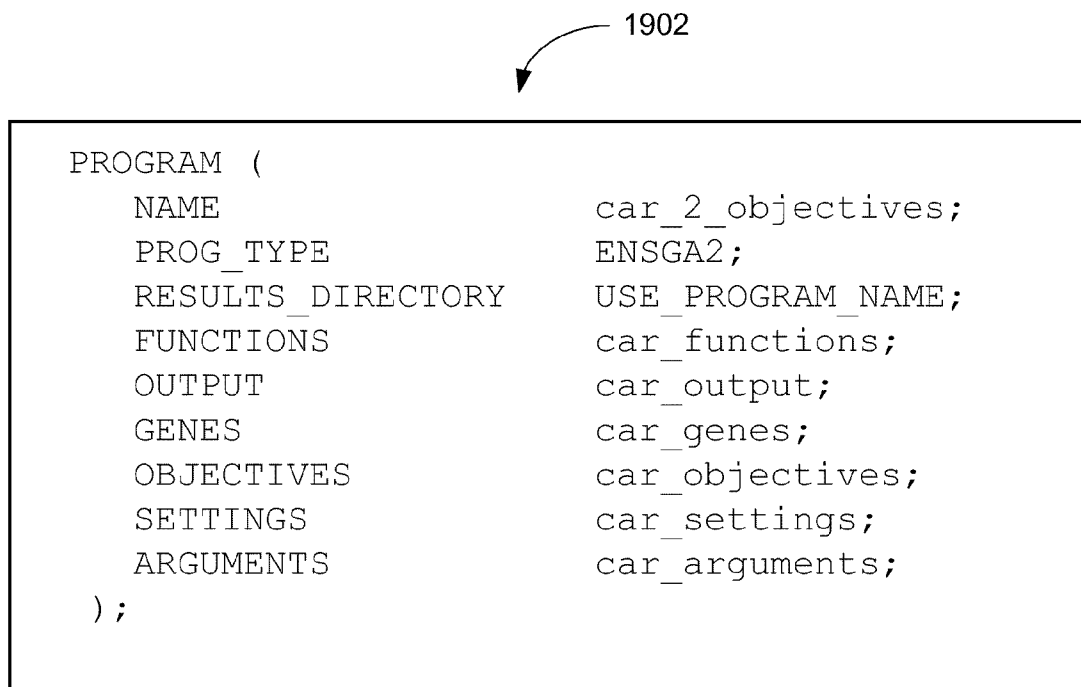 1902
PROGRAM (
NAME car_2_objectives;
PROG_TYPE ENSGA2;
RESULTS_DIRECTORY USE_PROGRAM_NAME;
FUNCTIONS car_functions;
OUTPUT car_output;
GENES car_genes;
OBJECTIVES car_objectives;
SETTINGS car_settings;
ARGUMENTS car_arguments;
);